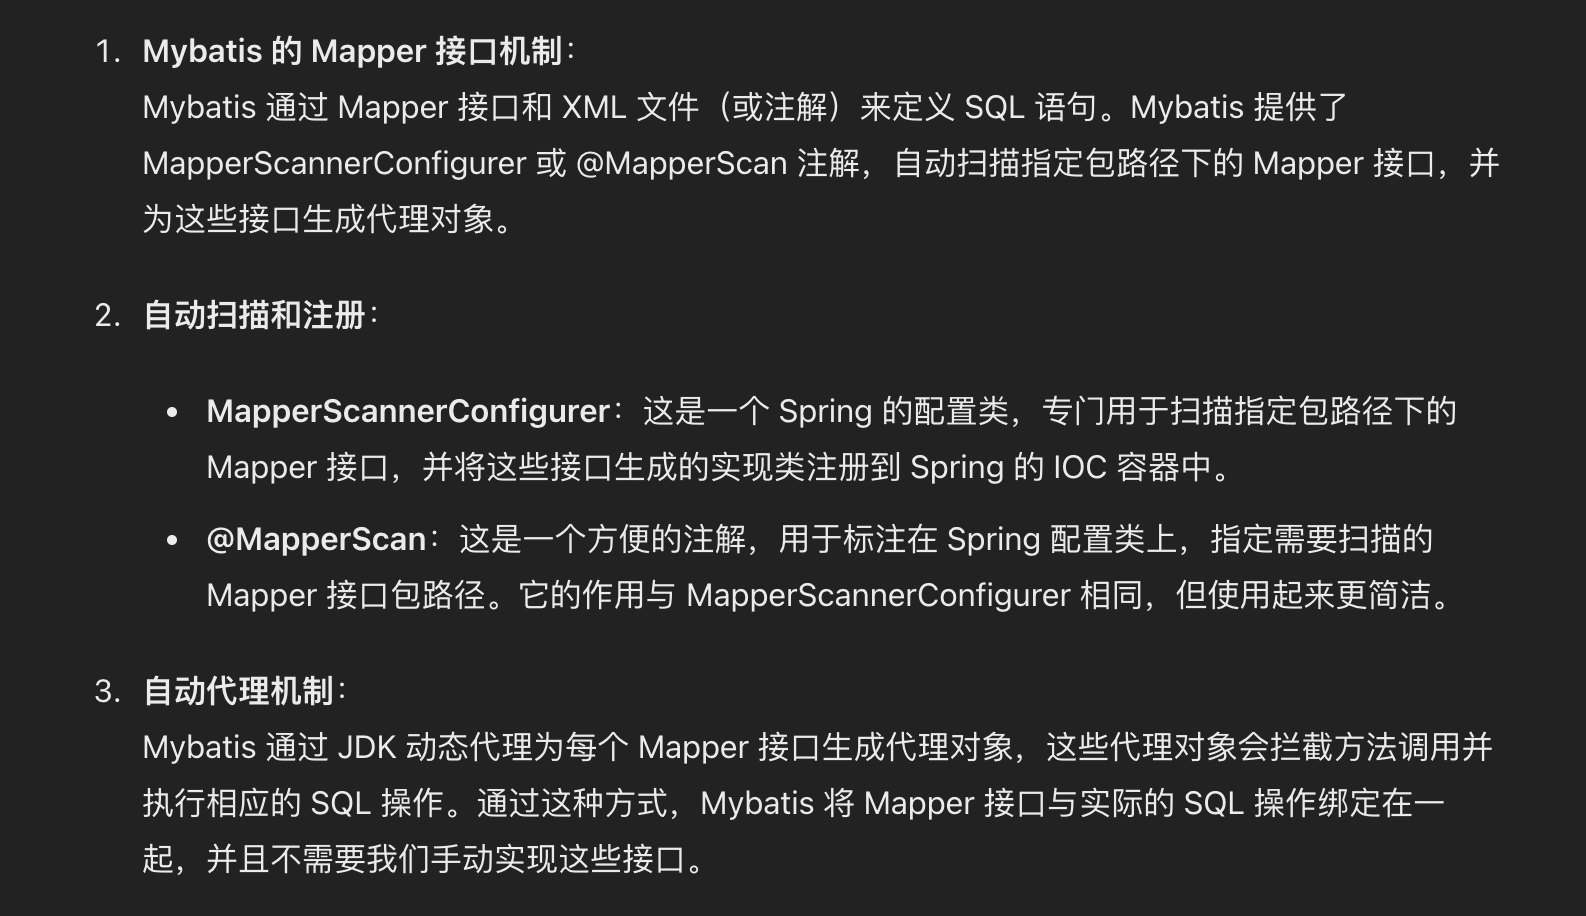 1. Mybatis 的 Mapper 接口机制：
Mybatis 通过 Mapper 接口和 XML 文件（或注解）来定义 SQL 语句。Mybatis 提供了
MapperScannerConfigurer 或 @MapperScan 注解，自动扫描指定包路径下的 Mapper 接口，并
为这些接口生成代理对象。
2. 自动扫描和注册：
• MapperScannerConfigurer：这是一个 Spring 的配置类，专门用于扫描指定包路径下的
Mapper 接口，并将这些接口生成的实现类注册到 Spring 的 IOC 容器中。
• @MapperScan：这是一个方便的注解，用于标注在 Spring 配置类上，指定需要扫描的
Mapper 接口包路径。它的作用与 MapperScannerConfigurer 相同，但使用起来更简洁。
3. 自动代理机制：
Mybatis 通过 JDK 动态代理为每个 Mapper 接口生成代理对象，这些代理对象会拦截方法调用并
执行相应的 SQL 操作。通过这种方式，Mybatis 将 Mapper 接口与实际的 SQL 操作绑定在一
起，并且不需要我们手动实现这些接口。